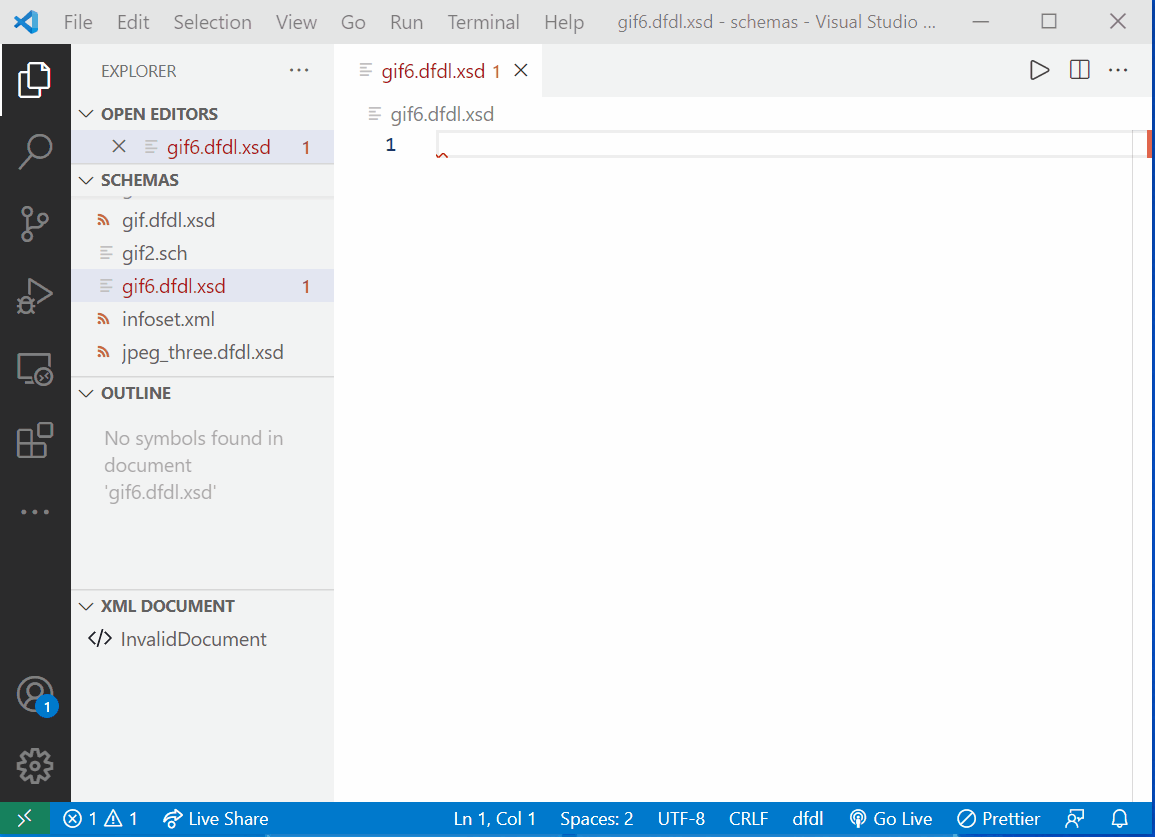 File Edit Selection View Go Run Terminal Help gif6.dfdl.xsd - schemas - Visual Studio ...
EXPLORER
gif6.dfdl.xsd 1
OPEN EDITORS
gif6.dfdl.xsd 1
gif6.dfdl.xsd
1
SCHEMAS
gif.dfdl.xsd
gif2.sch
gif6.dfdl.xsd 1
infoset.xml
jpeg_three.dfdl.xsd
OUTLINE
No symbols found in
document
'gif6.dfdl.xsd'
XML DOCUMENT
InvalidDocument
1
1 1 Live Share Ln 1, Col 1 Spaces: 2 UTF-8 CRLF dfdl Go Live Prettier